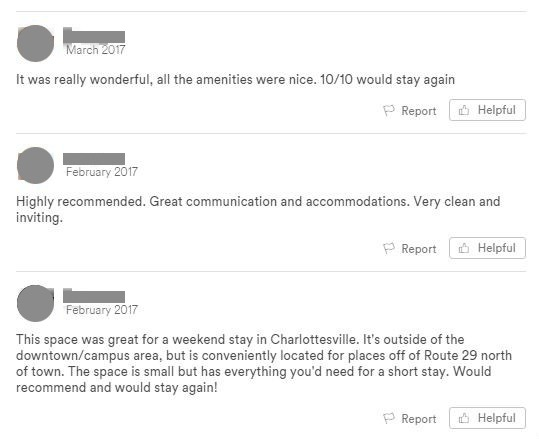 March 2017
It was really wonderful, all the amenities were nice. 10/10 would stay again
Report Helpful
February 2017
Highly recommended. Great communication and accommodations. Very clean and
inviting.
Report Helpful
February 2017
This space was great for a weekend stay in Charlottesville. It's outside of the
downtown/campus area, but is conveniently located for places off of Route 29 north
of town. The space is small but has everything you'd need for a short stay. Would
recommend and would stay again!
Report Helpful